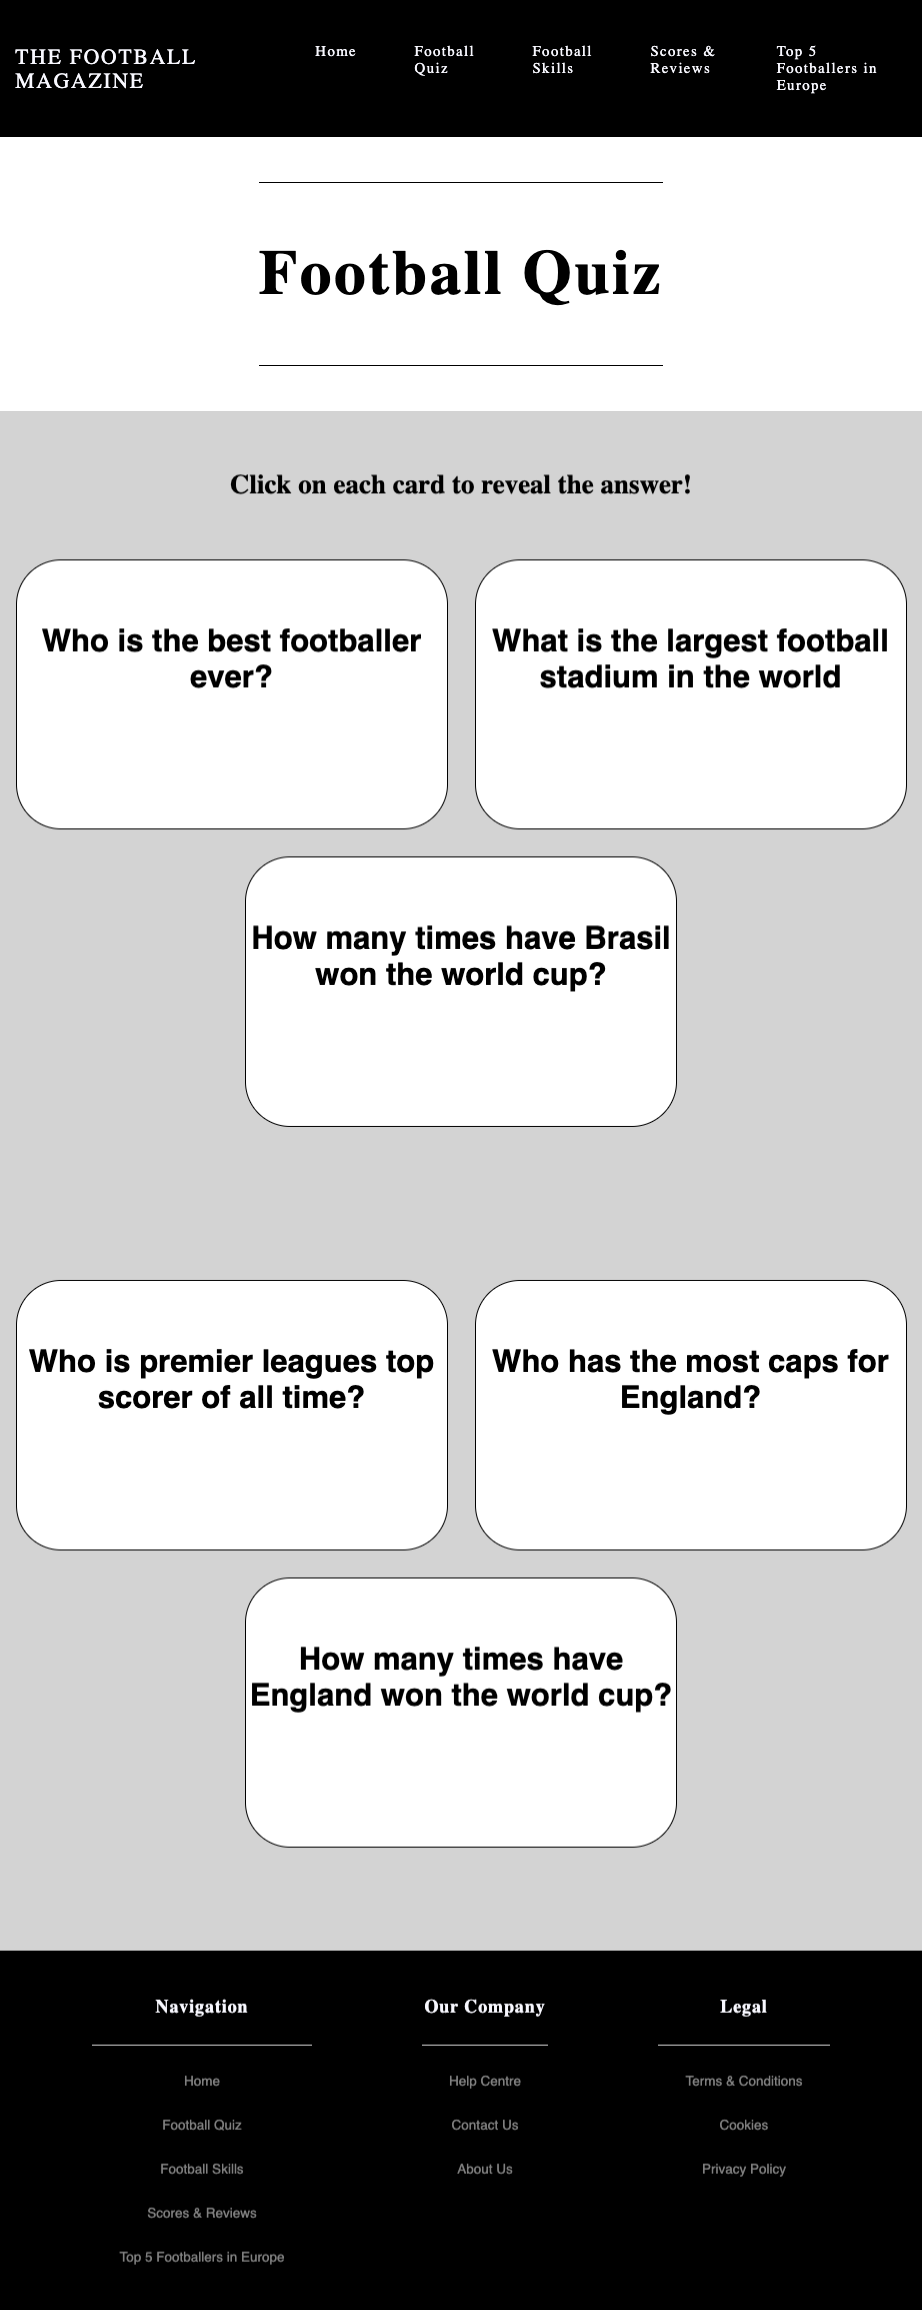 THE FOOTBALL
MAGAZINE
Home
Football
Quiz
Football
Skills
Scores &
Reviews
Top 5
Footballers in
Europe
Football Quiz
Click on each card to reveal the answer!
Who is the best footballer
ever?
What is the largest football
stadium in the world
How many times have Brasil
won the world cup?
Who is premier leagues top
scorer of all time?
Who has the most caps for
England?
How many times have
England won the world cup?
Navigation
Home
Football Quiz
Football Skills
Scores & Reviews
Top 5 Footballers in Europe
Our Company
Help Centre
Contact Us
About Us
Legal
Terms & Conditions
Cookies
Privacy Policy